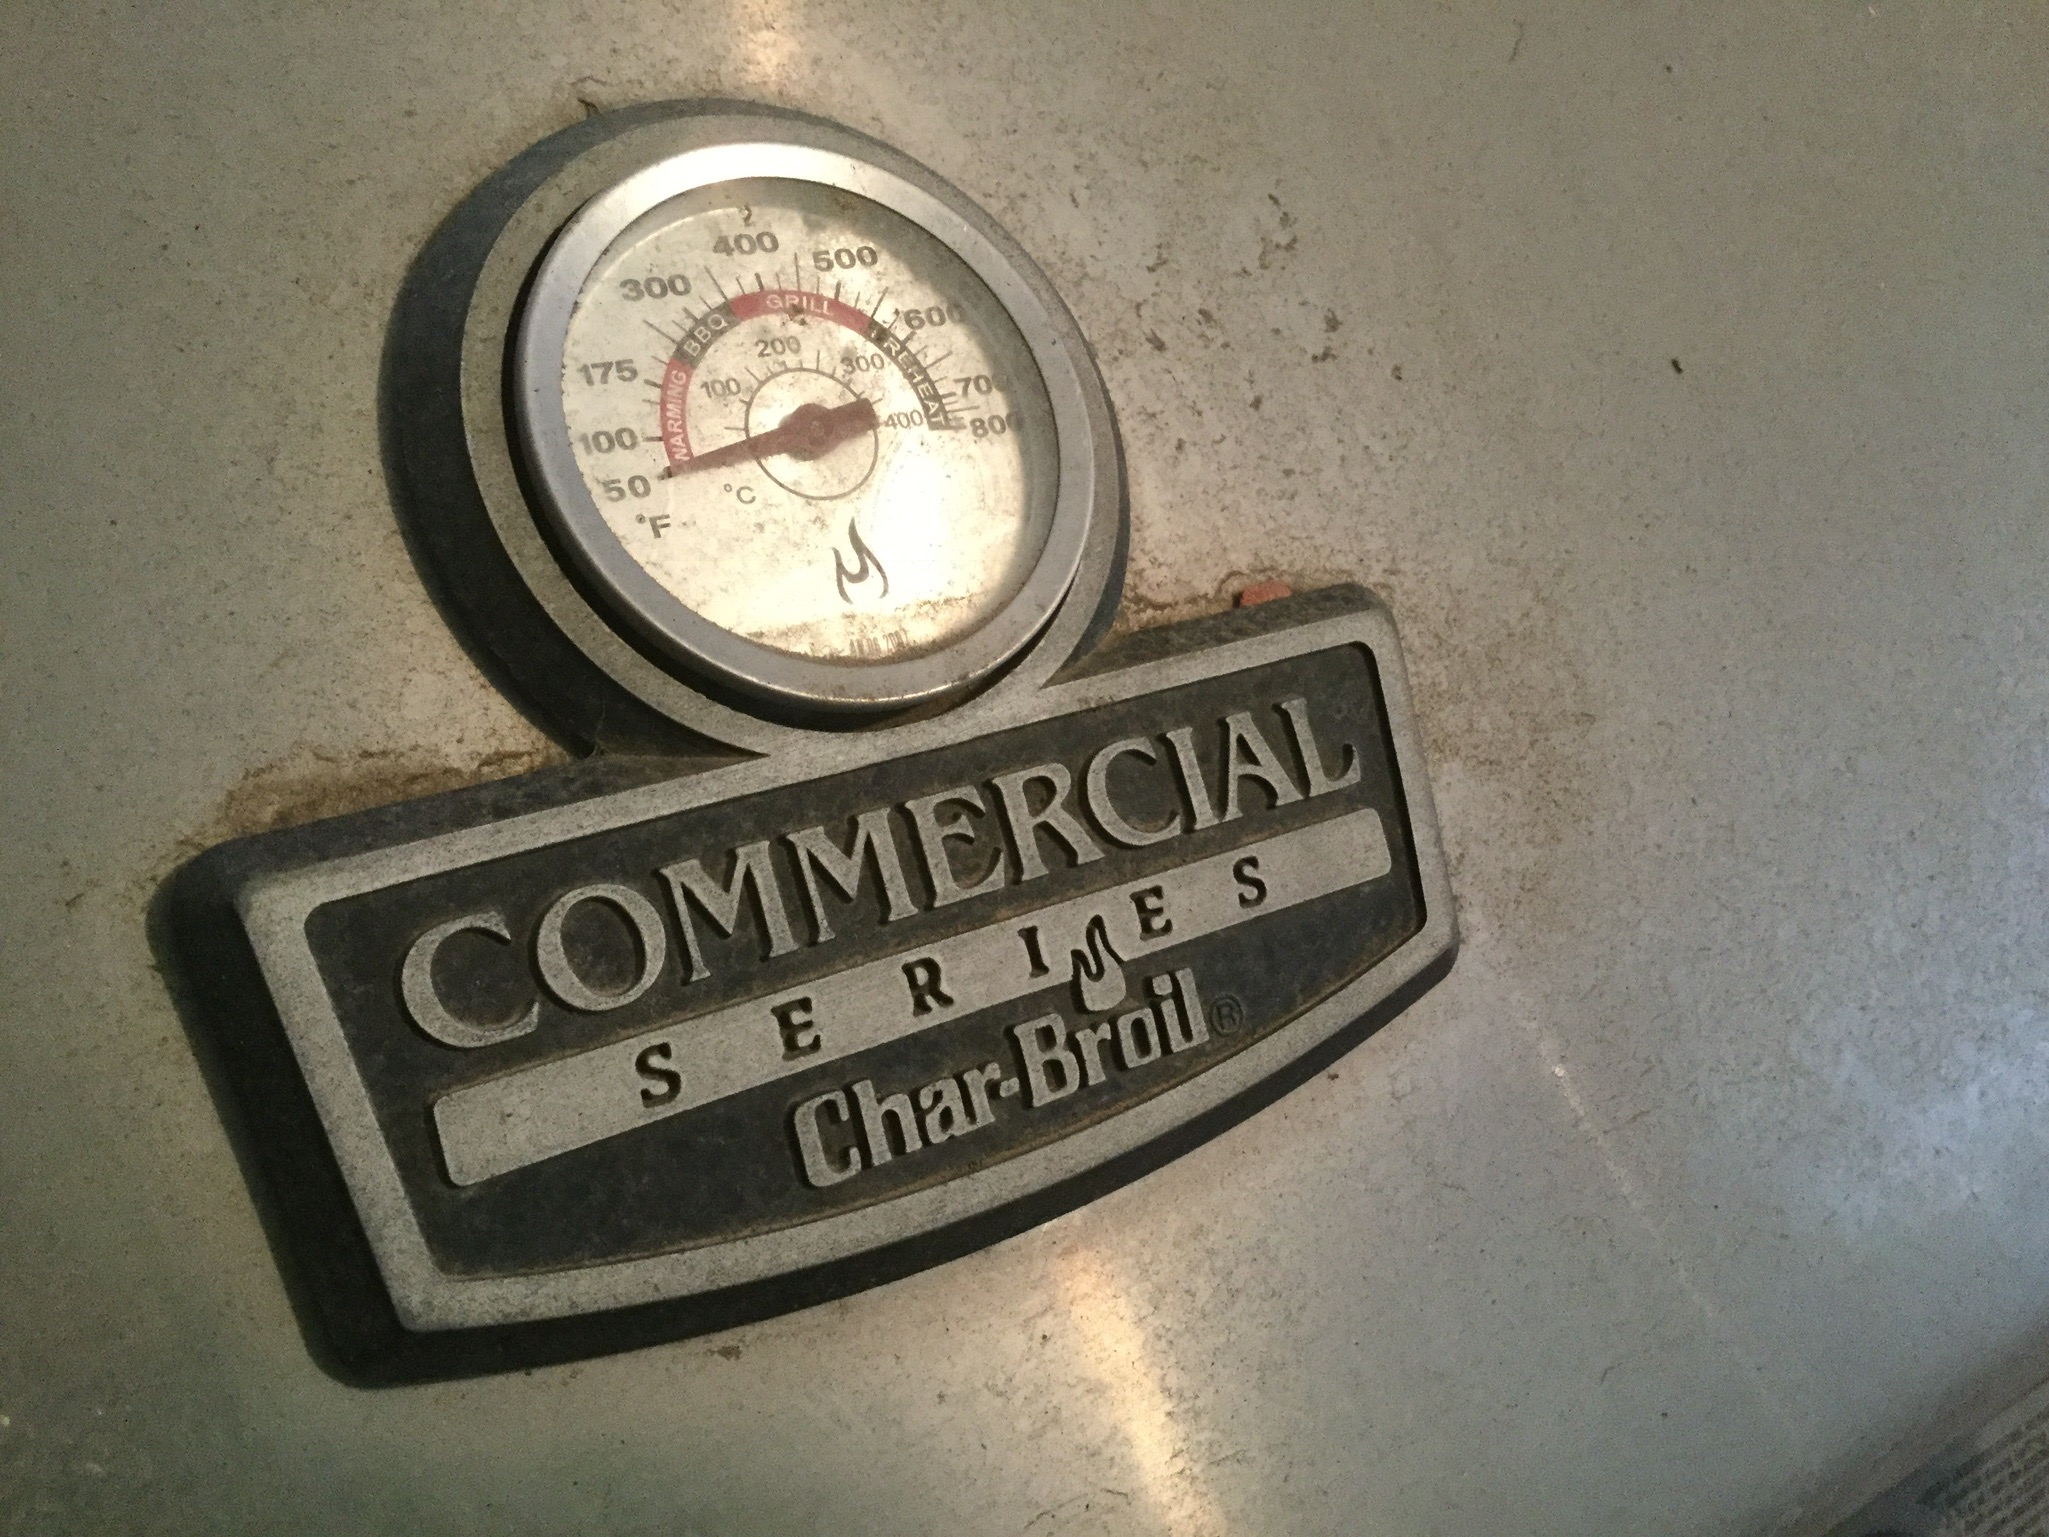 400
500
300
600
175
700
100
800
50
°F
WARMING
BBQ
GRILL
PREHEAT
200
100
300
400
°C
COMMERCIAL
SERIES
Char-Broil®